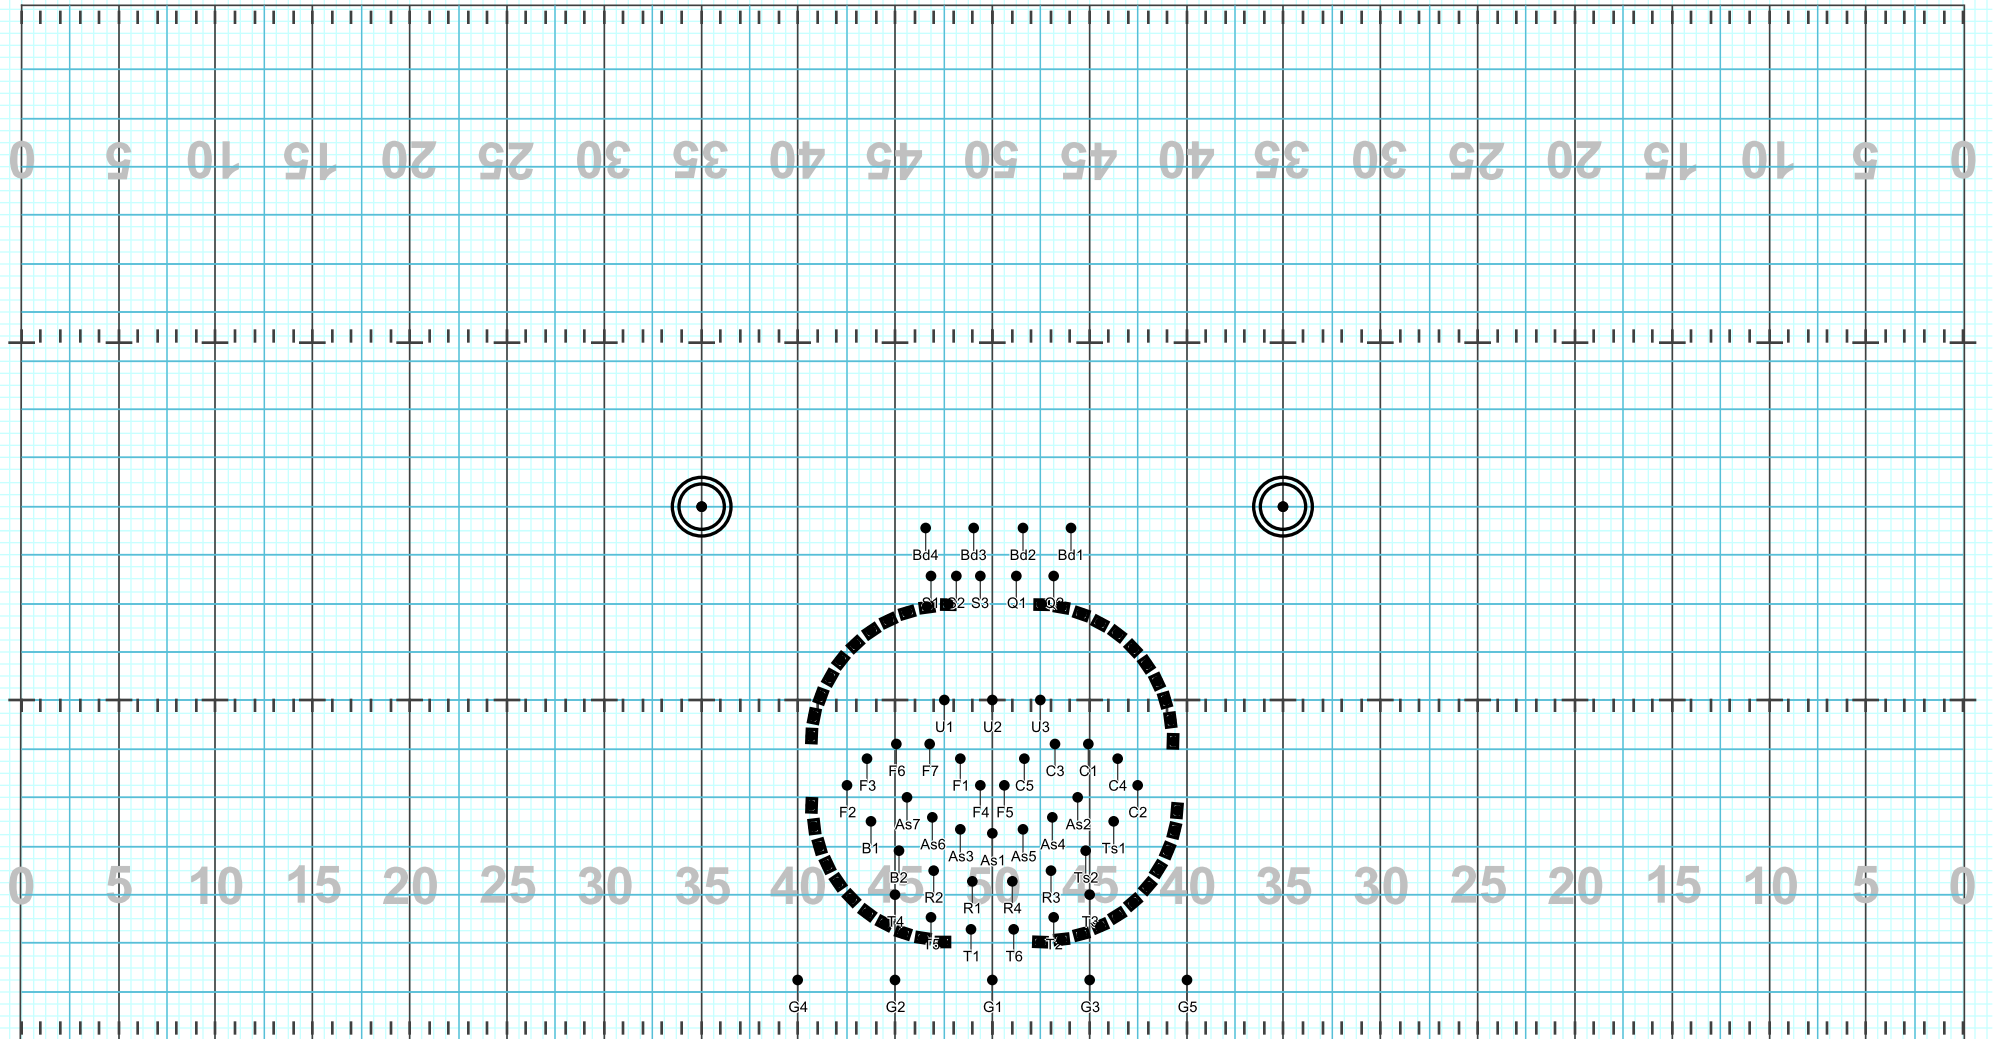 0 5 10 15 20 25 30 35 40 45 50 45 40 35 30 25 20 15 10 5 0
Bd4 Bd3 Bd2 Bd1
S1 S2 S3 Q1 Q2
U1 U2 U3
F6 F7 C3 C1
F3 F1 C5 C4
F2 F4 F5 C2
As7 As2
B1 As6 As4 Ts1
As3 As1 As5
B2 Ts2
0 5 10 15 20 25 30 35 40 45 50 45 40 35 30 25 20 15 10 5 0
R2 R1 R4 R3
T4 T3
T5 T1 T6 T2
G4 G2 G1 G3 G5